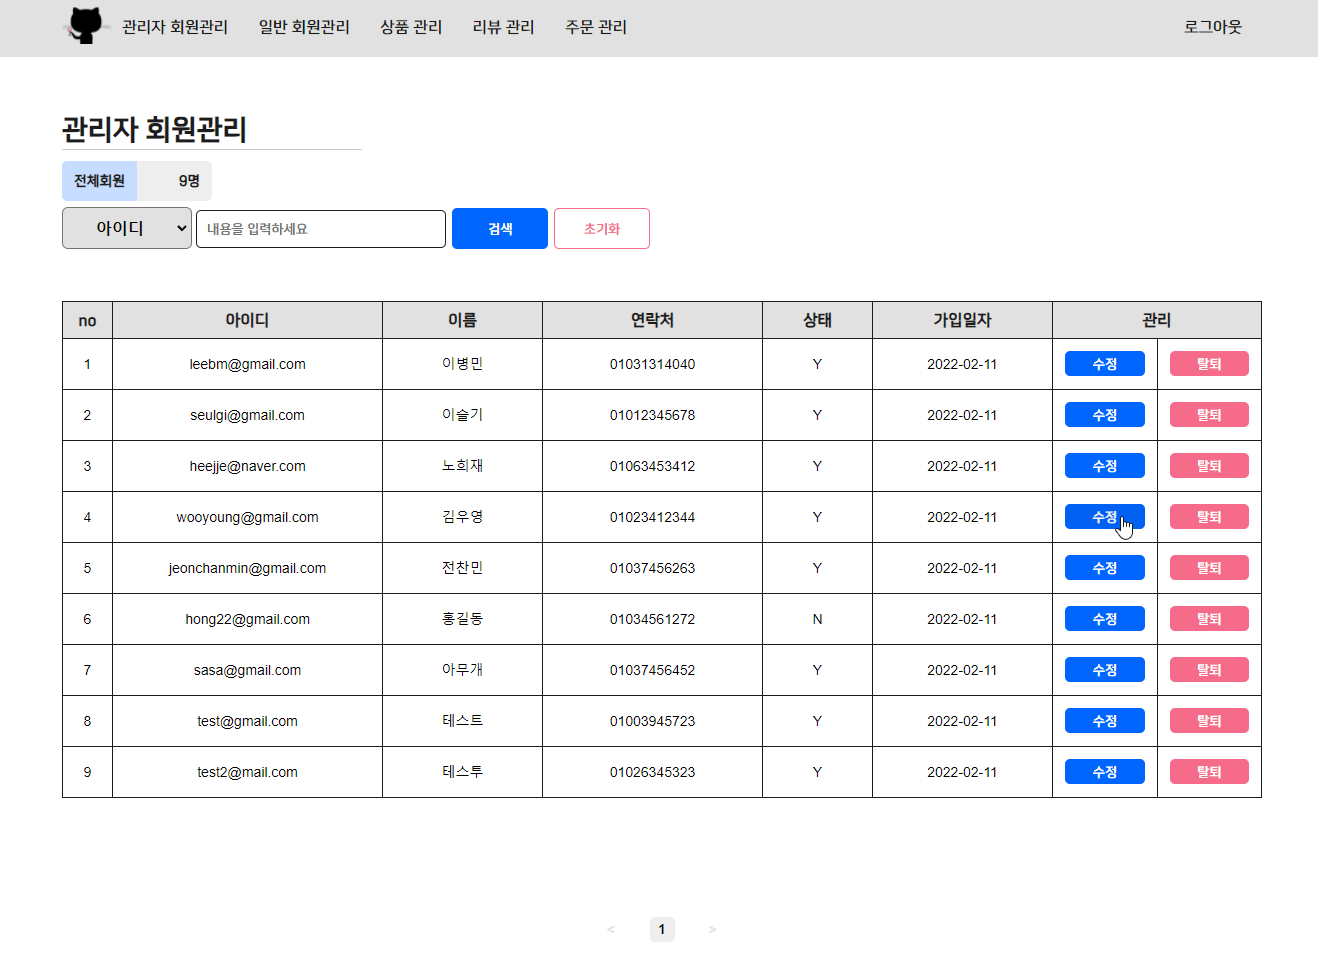 관리자 회원관리 일반 회원관리 상품 관리 리뷰 관리 주문 관리 로그아웃
관리자 회원관리
전체회원 9명
아이디 내용을 입력하세요 검색 초기화
no 아이디 이름 연락처 상태 가입일자 관리
1 leebm@gmail.com 이병민 01031314040 Y 2022-02-11 수정 탈퇴
2 seulgi@gmail.com 이슬기 01012345678 Y 2022-02-11 수정 탈퇴
3 heejje@naver.com 노희재 01063453412 Y 2022-02-11 수정 탈퇴
4 wooyoung@gmail.com 김우영 01023412344 Y 2022-02-11 수정 탈퇴
5 jeonchanmin@gmail.com 전찬민 01037456263 Y 2022-02-11 수정 탈퇴
6 hong22@gmail.com 홍길동 01034561272 N 2022-02-11 수정 탈퇴
7 sasa@gmail.com 아무개 01037456452 Y 2022-02-11 수정 탈퇴
8 test@gmail.com 테스트 01003945723 Y 2022-02-11 수정 탈퇴
9 test2@mail.com 테스투 01026345323 Y 2022-02-11 수정 탈퇴
< 1 >